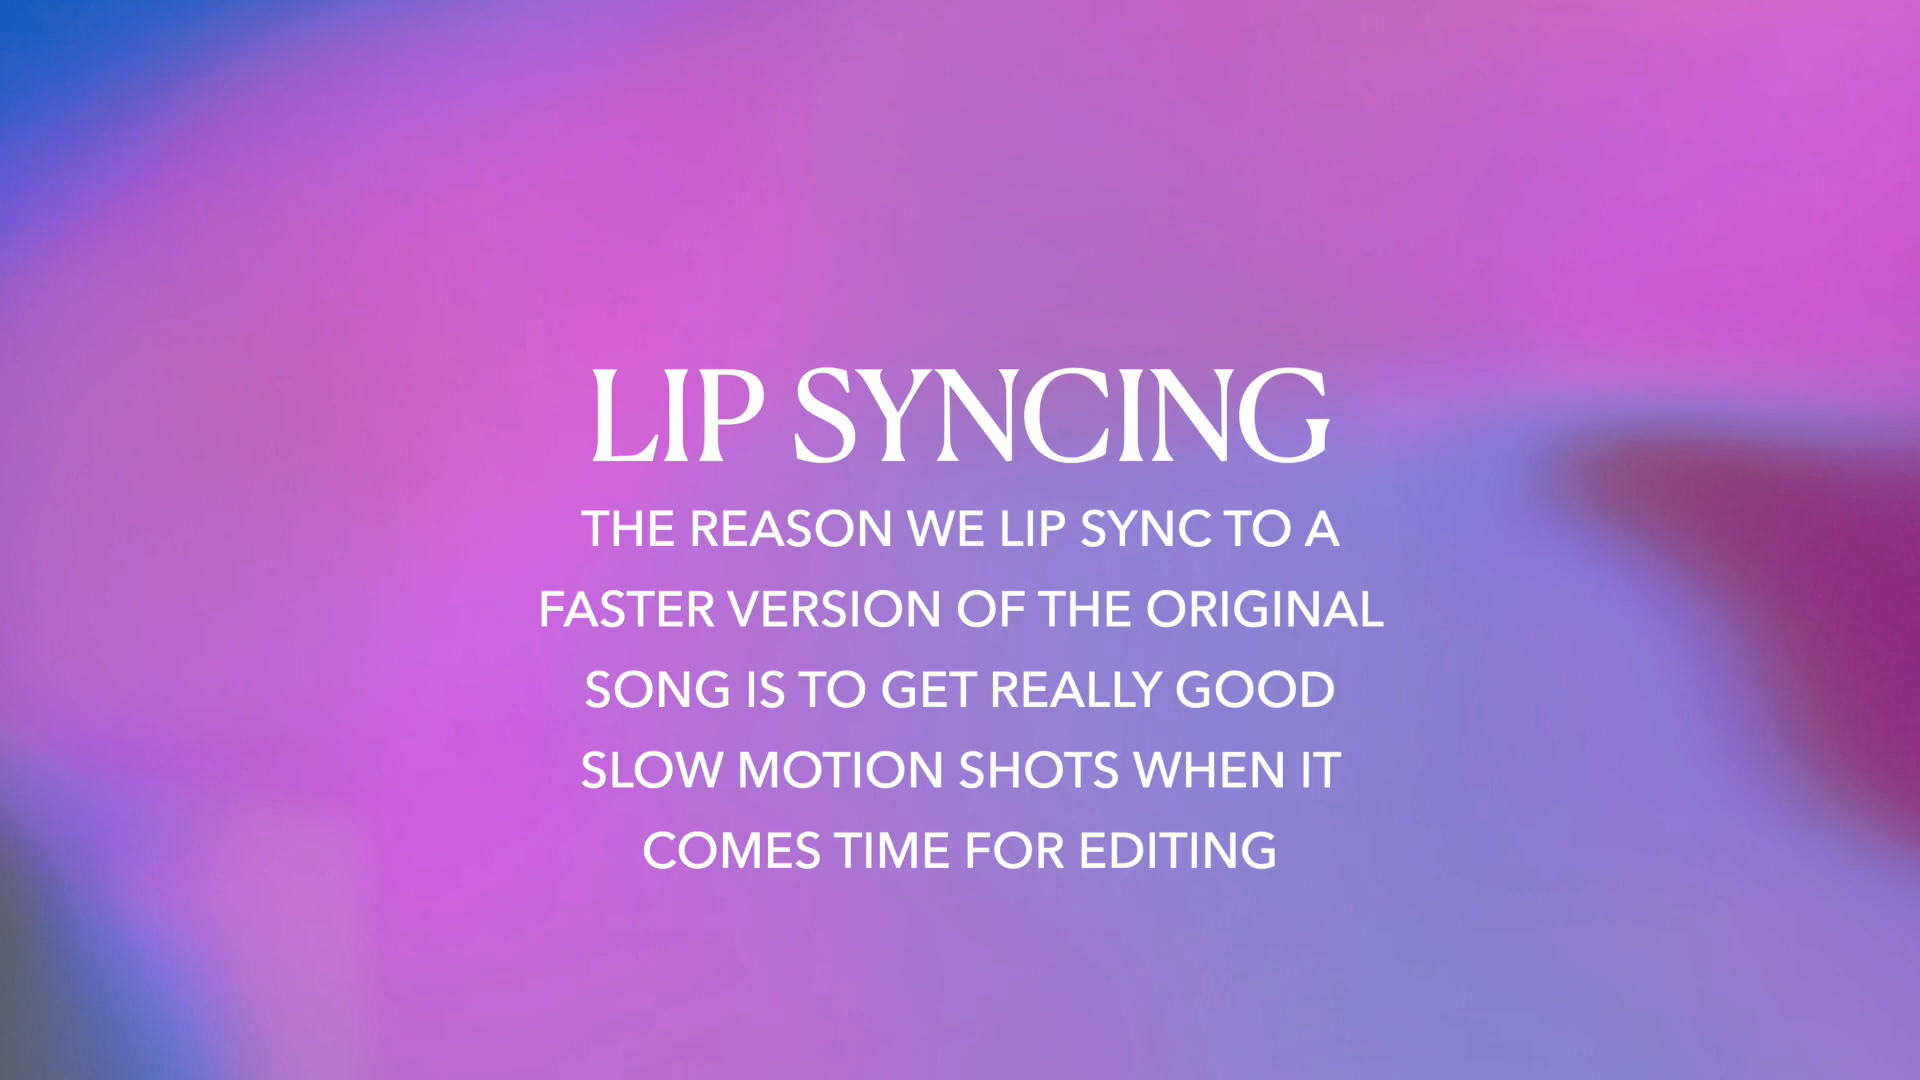 LIP SYNCING
THE REASON WE LIP SYNC TO A
FASTER VERSION OF THE ORIGINAL
SONG IS TO GET REALLY GOOD
SLOW MOTION SHOTS WHEN IT
COMES TIME FOR EDITING